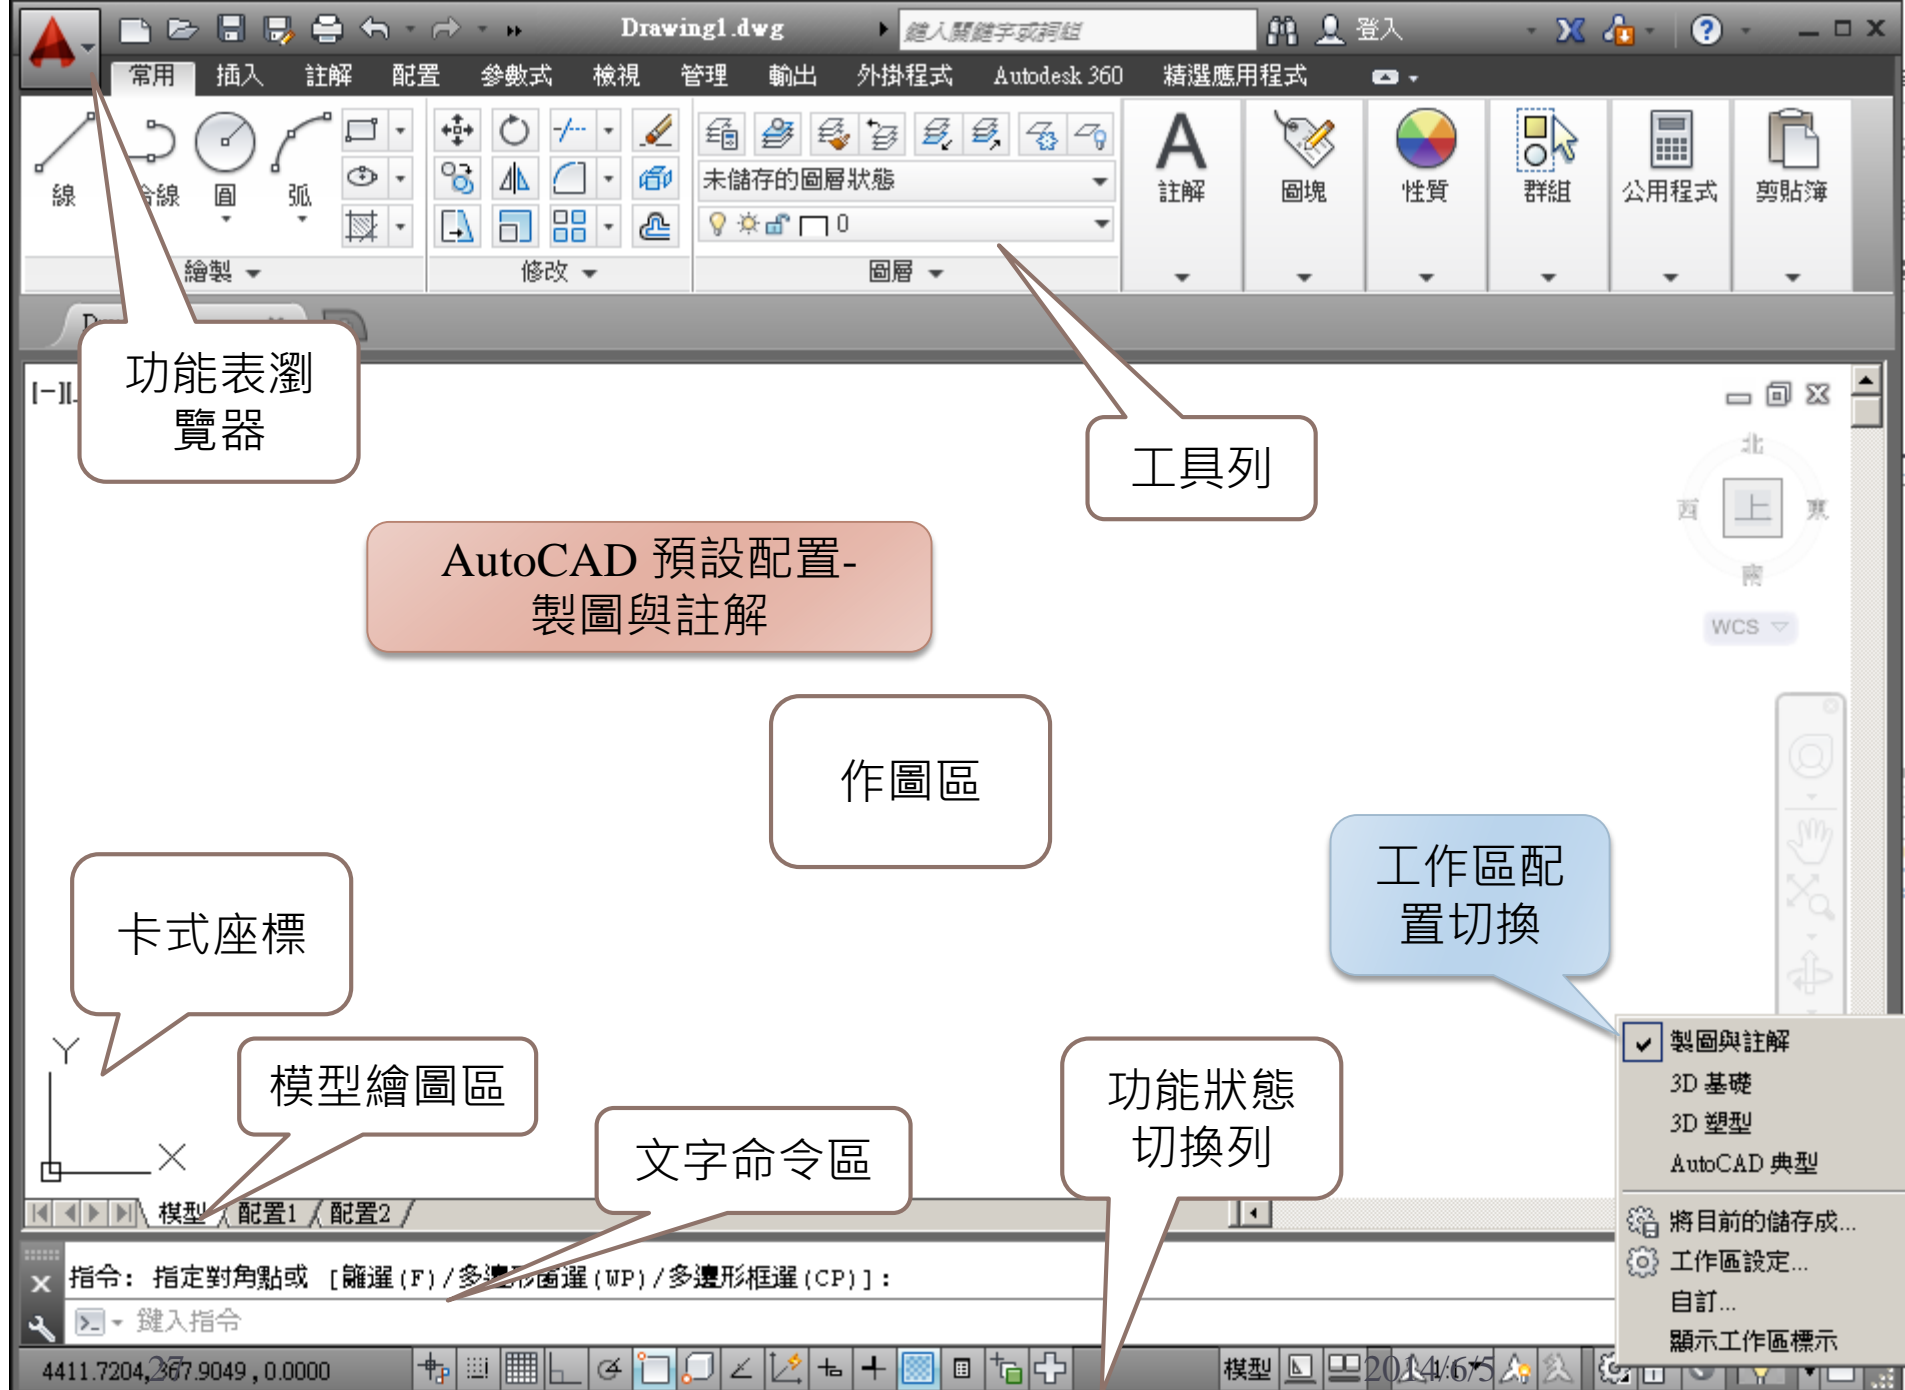 Drawing1.dwg
鍵入關鍵字或詞組
登入
常用 插入 註解 配置 參數式 檢視 管理 輸出 外掛程式 Autodesk 360 精選應用程式
線 合線 圓 弧
未儲存的圖層狀態
0
註解 圖塊 性質 群組 公用程式 剪貼簿
繪製 修改 圖層
功能表瀏
覽器
[−][
工具列
北
西 上 東
南
WCS
AutoCAD 預設配置-
製圖與註解
作圖區
工作區配
置切換
卡式座標
Y
X
模型繪圖區
文字命令區
功能狀態
切換列
製圖與註解
3D 基礎
3D 塑型
AutoCAD 典型
將目前的儲存成...
工作區設定...
自訂...
顯示工作區標示
模型 配置1 配置2
指令: 指定對角點或 [籬選(F)/多邊形窗選(WP)/多邊形框選(CP)]:
鍵入指令
4411.7204, 367.9049, 0.0000
27
模型
2014/6/5